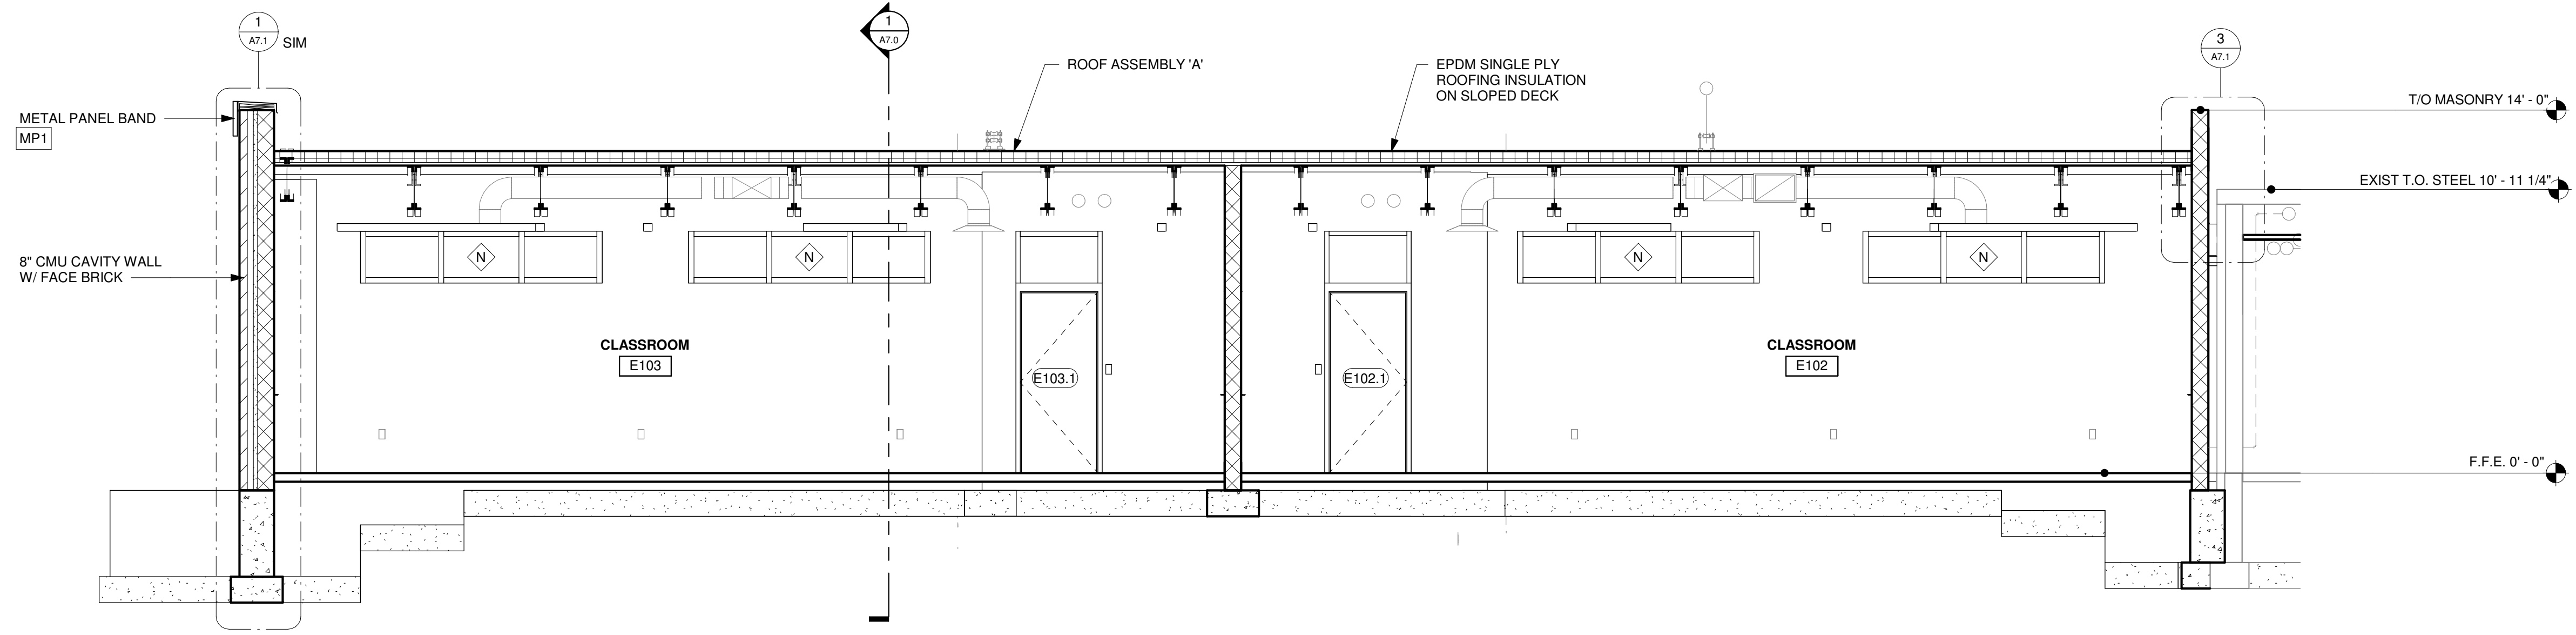 1
A7.1
SIM
1
A7.0
3
A7.1
ROOF ASSEMBLY 'A'
EPDM SINGLE PLY
ROOFING INSULATION
ON SLOPED DECK
METAL PANEL BAND
MP1
T/O MASONRY 14' - 0"
EXIST T.O. STEEL 10' - 11 1/4"
8" CMU CAVITY WALL
W/ FACE BRICK
N
N
N
N
CLASSROOM
E103
E103.1
E102.1
CLASSROOM
E102
F.F.E. 0' - 0"